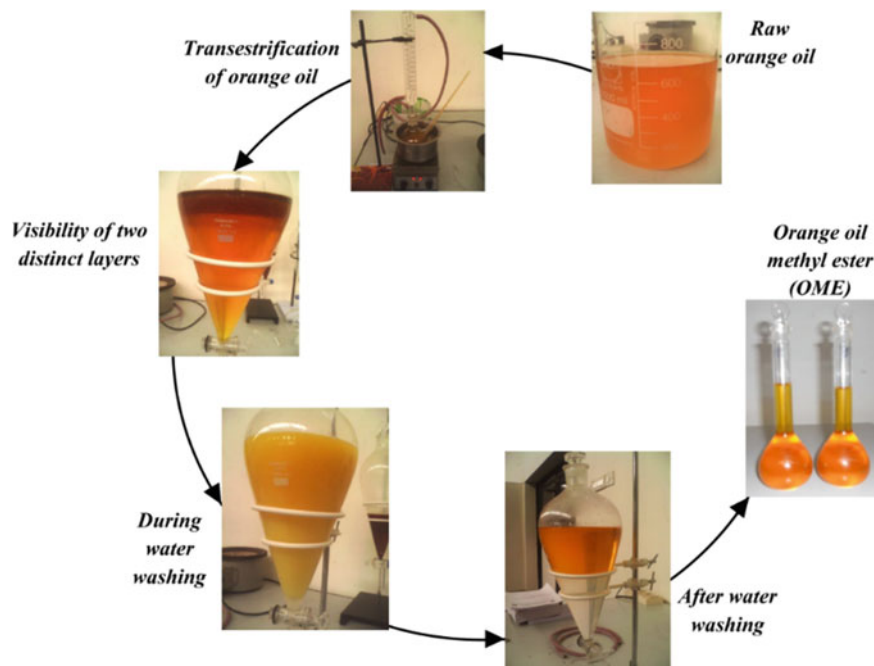 Raw
orange oil
800
600
400
Transestrification
of orange oil
Visibility of two
distinct layers
During
water
washing
After water
washing
Orange oil
methyl ester
(OME)